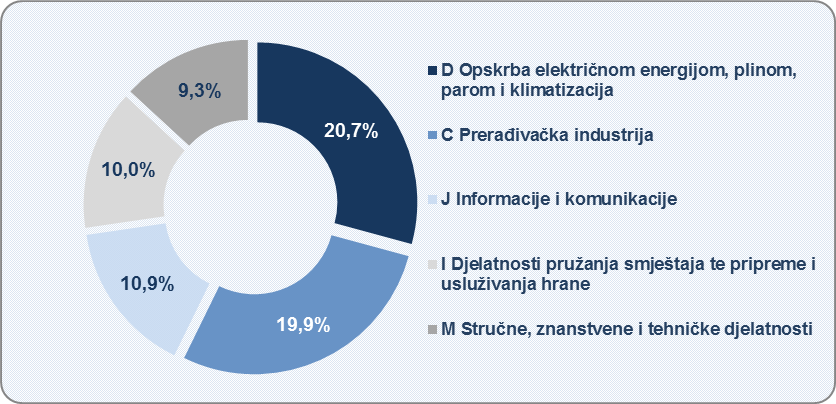 20,7%
19,9%
10,9%
10,0%
9,3%
D Opskrba električnom energijom, plinom,
parom i klimatizacija
C Prerađivačka industrija
J Informacije i komunikacije
I Djelatnosti pružanja smještaja te pripreme i
usluživanja hrane
M Stručne, znanstvene i tehničke djelatnosti